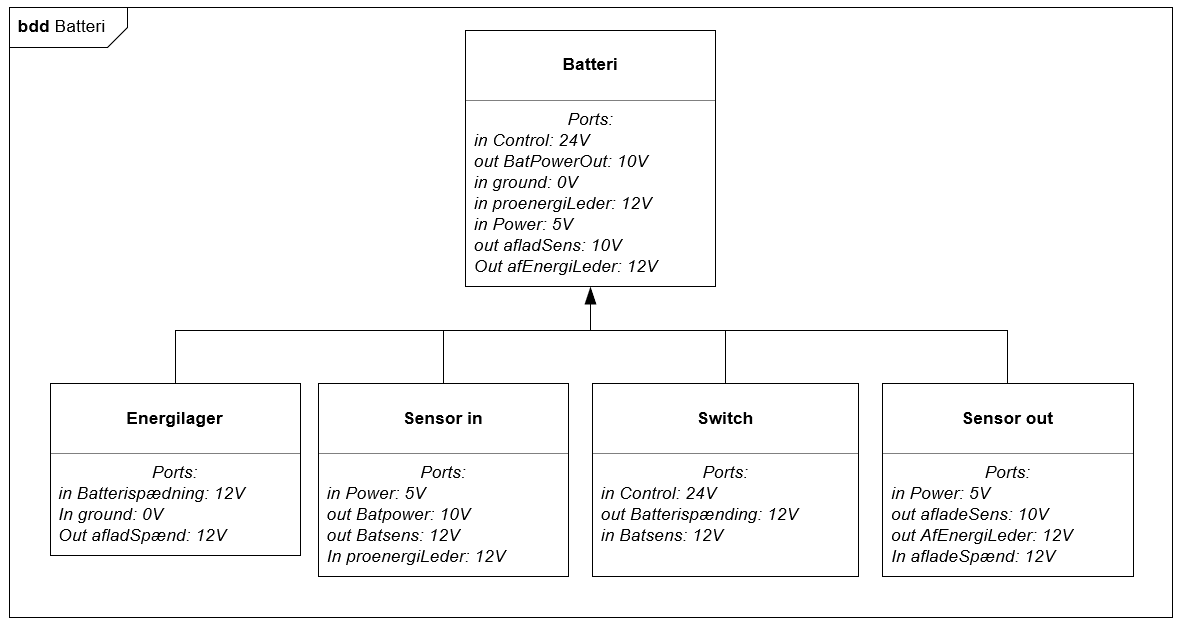 bdd Batteri
Batteri
Ports:
in Control: 24V
out BatPowerOut: 10V
in ground: 0V
in proenergiLeder: 12V
in Power: 5V
out afladSens: 10V
Out afEnergiLeder: 12V
Energilager
Ports:
in Batterispædning: 12V
In ground: 0V
Out afladSpænd: 12V
Sensor in
Ports:
in Power: 5V
out Batpower: 10V
out Batsens: 12V
In proenergiLeder: 12V
Switch
Ports:
in Control: 24V
out Batterispænding: 12V
in Batsens: 12V
Sensor out
Ports:
in Power: 5V
out afladeSens: 10V
out AfEnergiLeder: 12V
In afladeSpænd: 12V